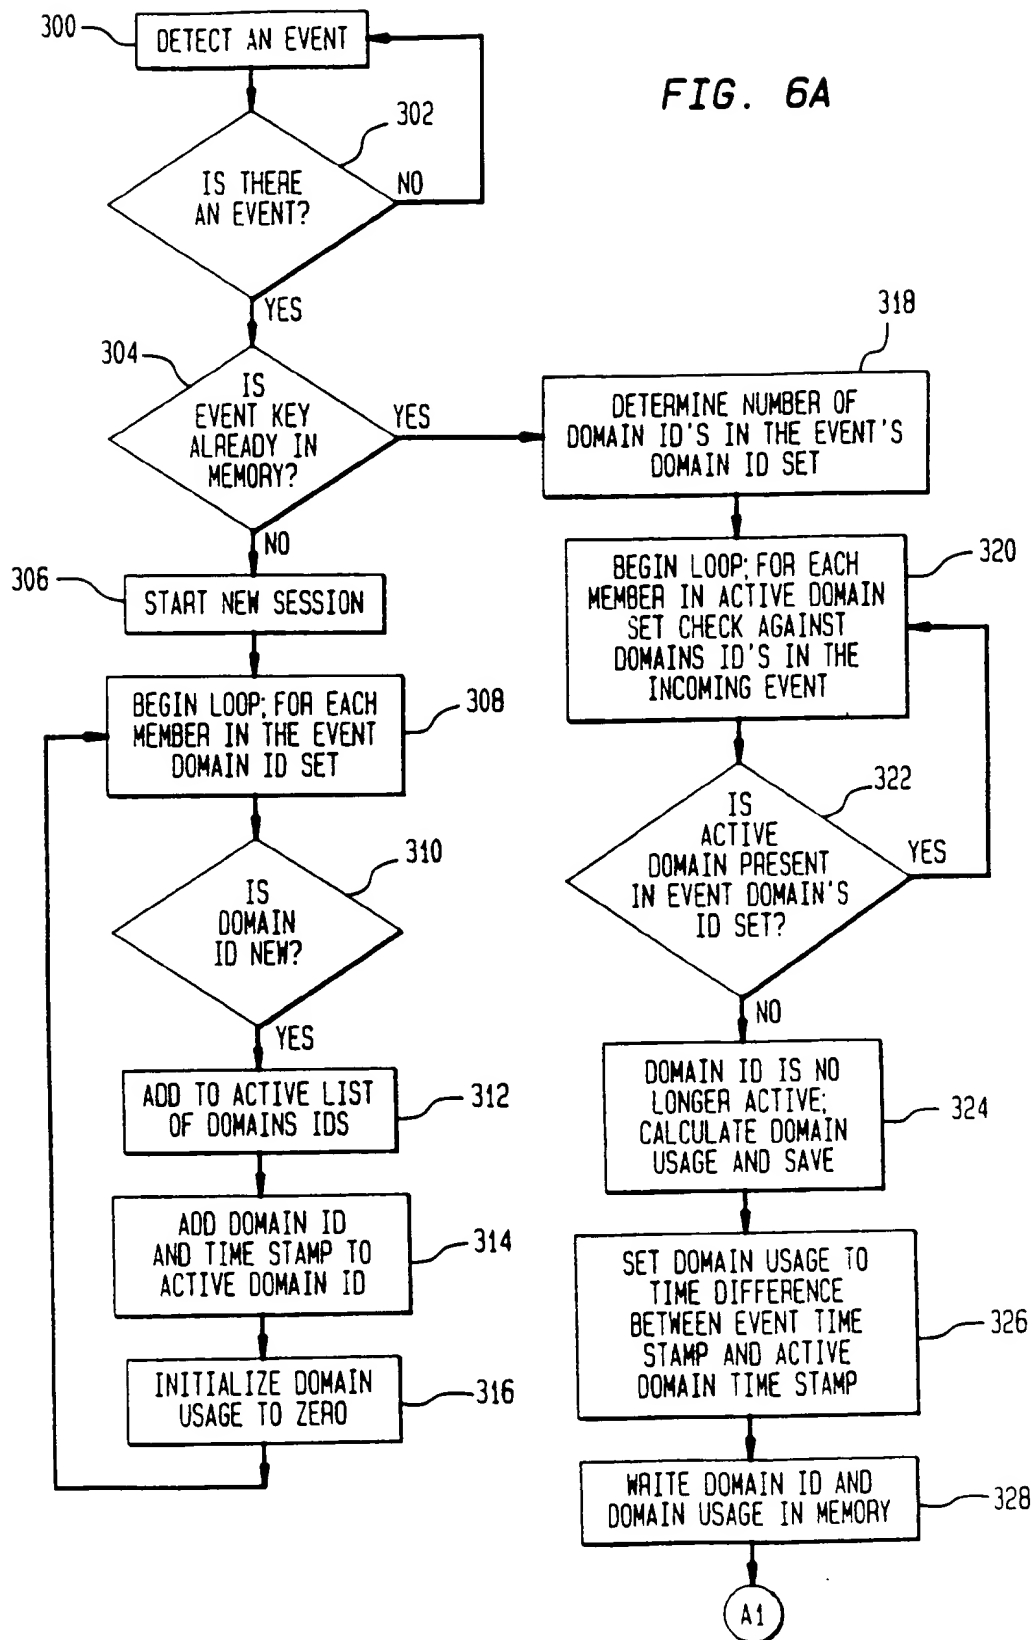 FIG. 6A
300
DETECT AN EVENT
302
IS THERE
AN EVENT?
NO
YES
304
IS
EVENT KEY
ALREADY IN
MEMORY?
YES
NO
306
START NEW SESSION
308
BEGIN LOOP; FOR EACH
MEMBER IN THE EVENT
DOMAIN ID SET
310
IS
DOMAIN
ID NEW?
YES
312
ADD TO ACTIVE LIST
OF DOMAINS IDS
314
ADD DOMAIN ID
AND TIME STAMP TO
ACTIVE DOMAIN ID
316
INITIALIZE DOMAIN
USAGE TO ZERO
318
DETERMINE NUMBER OF
DOMAIN ID'S IN THE EVENT'S
DOMAIN ID SET
320
BEGIN LOOP; FOR EACH
MEMBER IN ACTIVE DOMAIN
SET CHECK AGAINST
DOMAINS ID'S IN THE
INCOMING EVENT
322
IS
ACTIVE
DOMAIN PRESENT
IN EVENT DOMAIN'S
ID SET?
YES
NO
324
DOMAIN ID IS NO
LONGER ACTIVE;
CALCULATE DOMAIN
USAGE AND SAVE
326
SET DOMAIN USAGE TO
TIME DIFFERENCE
BETWEEN EVENT TIME
STAMP AND ACTIVE
DOMAIN TIME STAMP
328
WRITE DOMAIN ID AND
DOMAIN USAGE IN MEMORY
A1